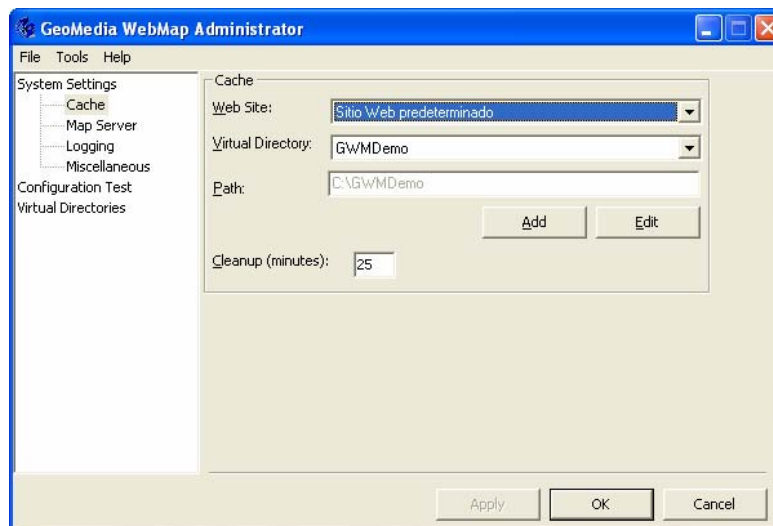 GeoMedia WebMap Administrator
File Tools Help
System Settings
Cache
Map Server
Logging
Miscellaneous
Configuration Test
Virtual Directories
Cache
Web Site: Sitio Web predeterminado
Virtual Directory: GWMDemo
Path: C:\GWMDemo
Add Edit
Cleanup (minutes): 25
Apply OK Cancel